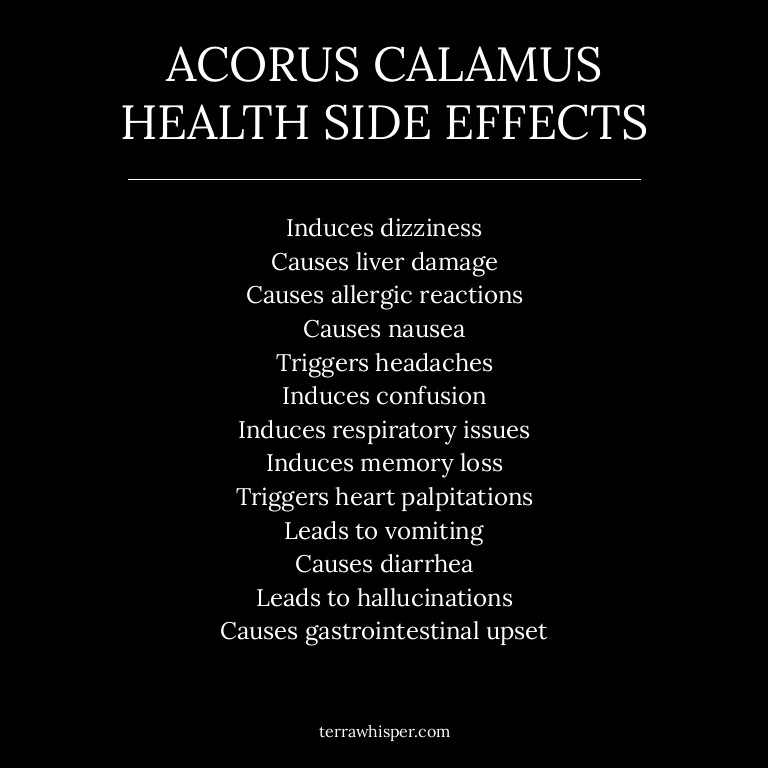 ACORUS CALAMUS
HEALTH SIDE EFFECTS
Induces dizziness
Causes liver damage
Causes allergic reactions
Causes nausea
Triggers headaches
Induces confusion
Induces respiratory issues
Induces memory loss
Triggers heart palpitations
Leads to vomiting
Causes diarrhea
Leads to hallucinations
Causes gastrointestinal upset
terrawhisper.com